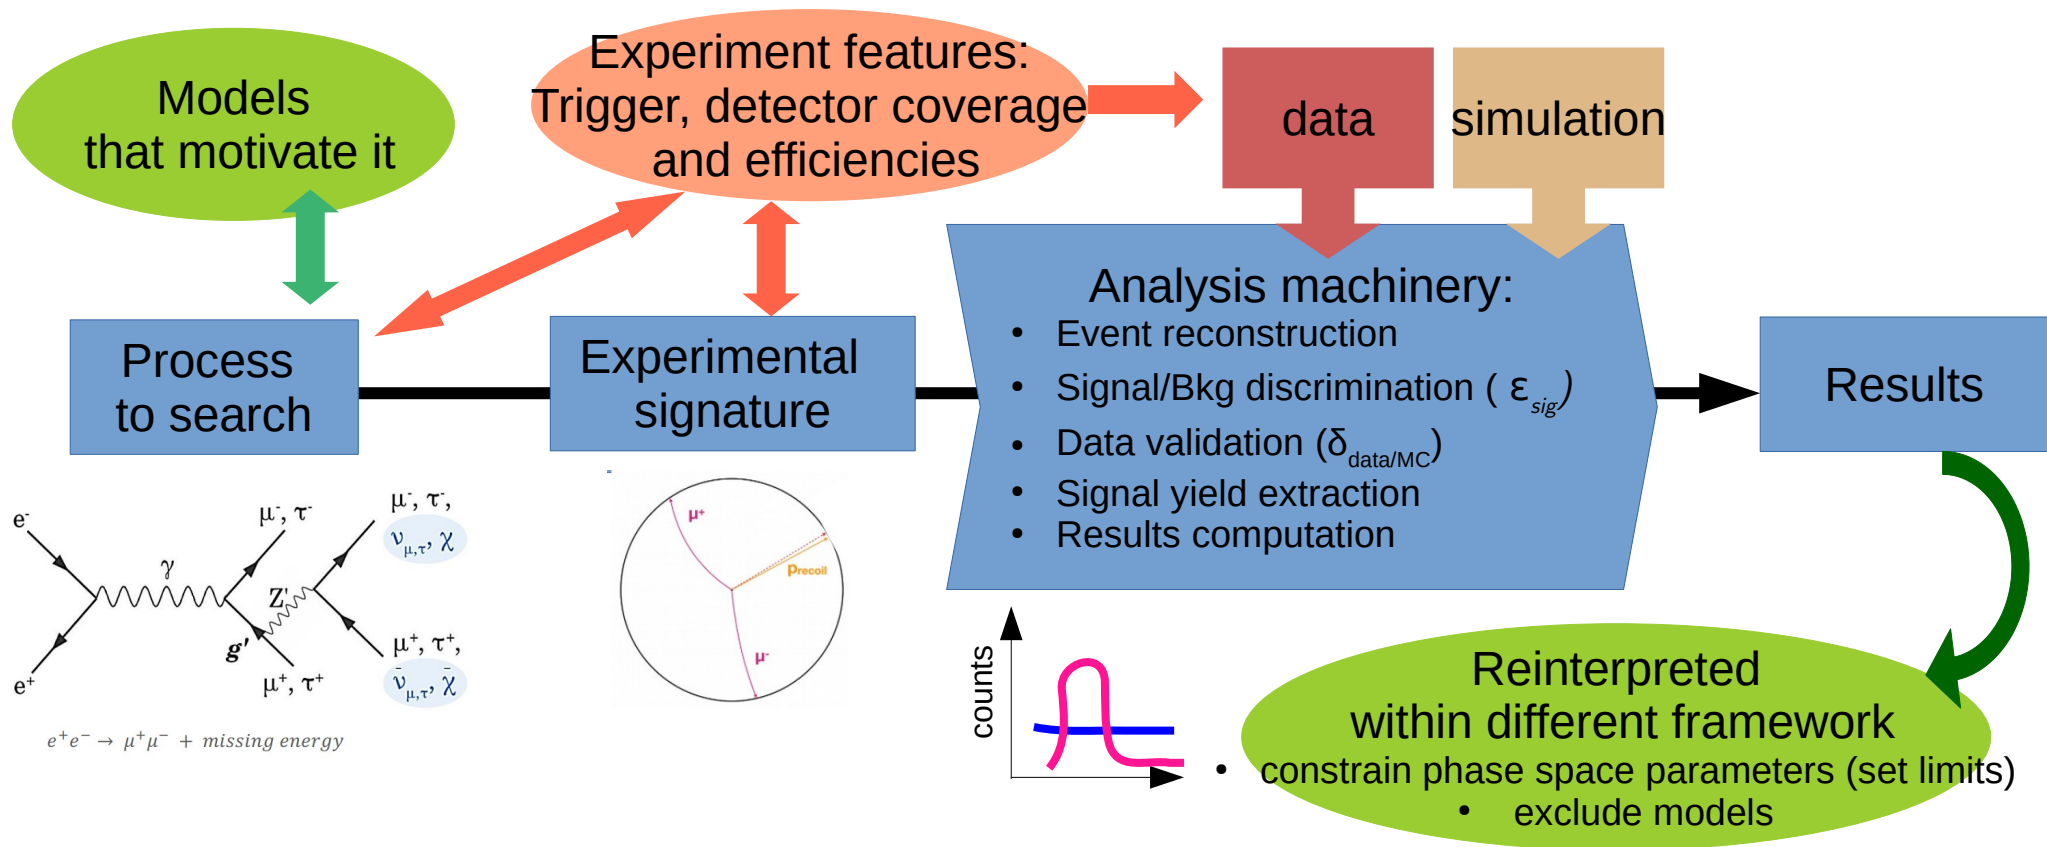 Models
that motivate it
Experiment features:
Trigger, detector coverage
and efficiencies
data
simulation
Process
to search
Experimental
signature
Analysis machinery:
• Event reconstruction
• Signal/Bkg discrimination ( ε_sig)
• Data validation (δ_data/MC)
• Signal yield extraction
• Results computation
Results
e⁻
e⁺
γ
μ⁻, τ⁻
Z'
g'
μ⁺, τ⁺
μ⁻, τ⁻,
ν_μ,τ, χ
μ⁺, τ⁺,
ν̄_μ,τ, χ̄
e⁺e⁻ → μ⁺μ⁻ + missing energy
μ⁺
p_recoil
μ⁻
counts
Reinterpreted
within different framework
• constrain phase space parameters (set limits)
• exclude models